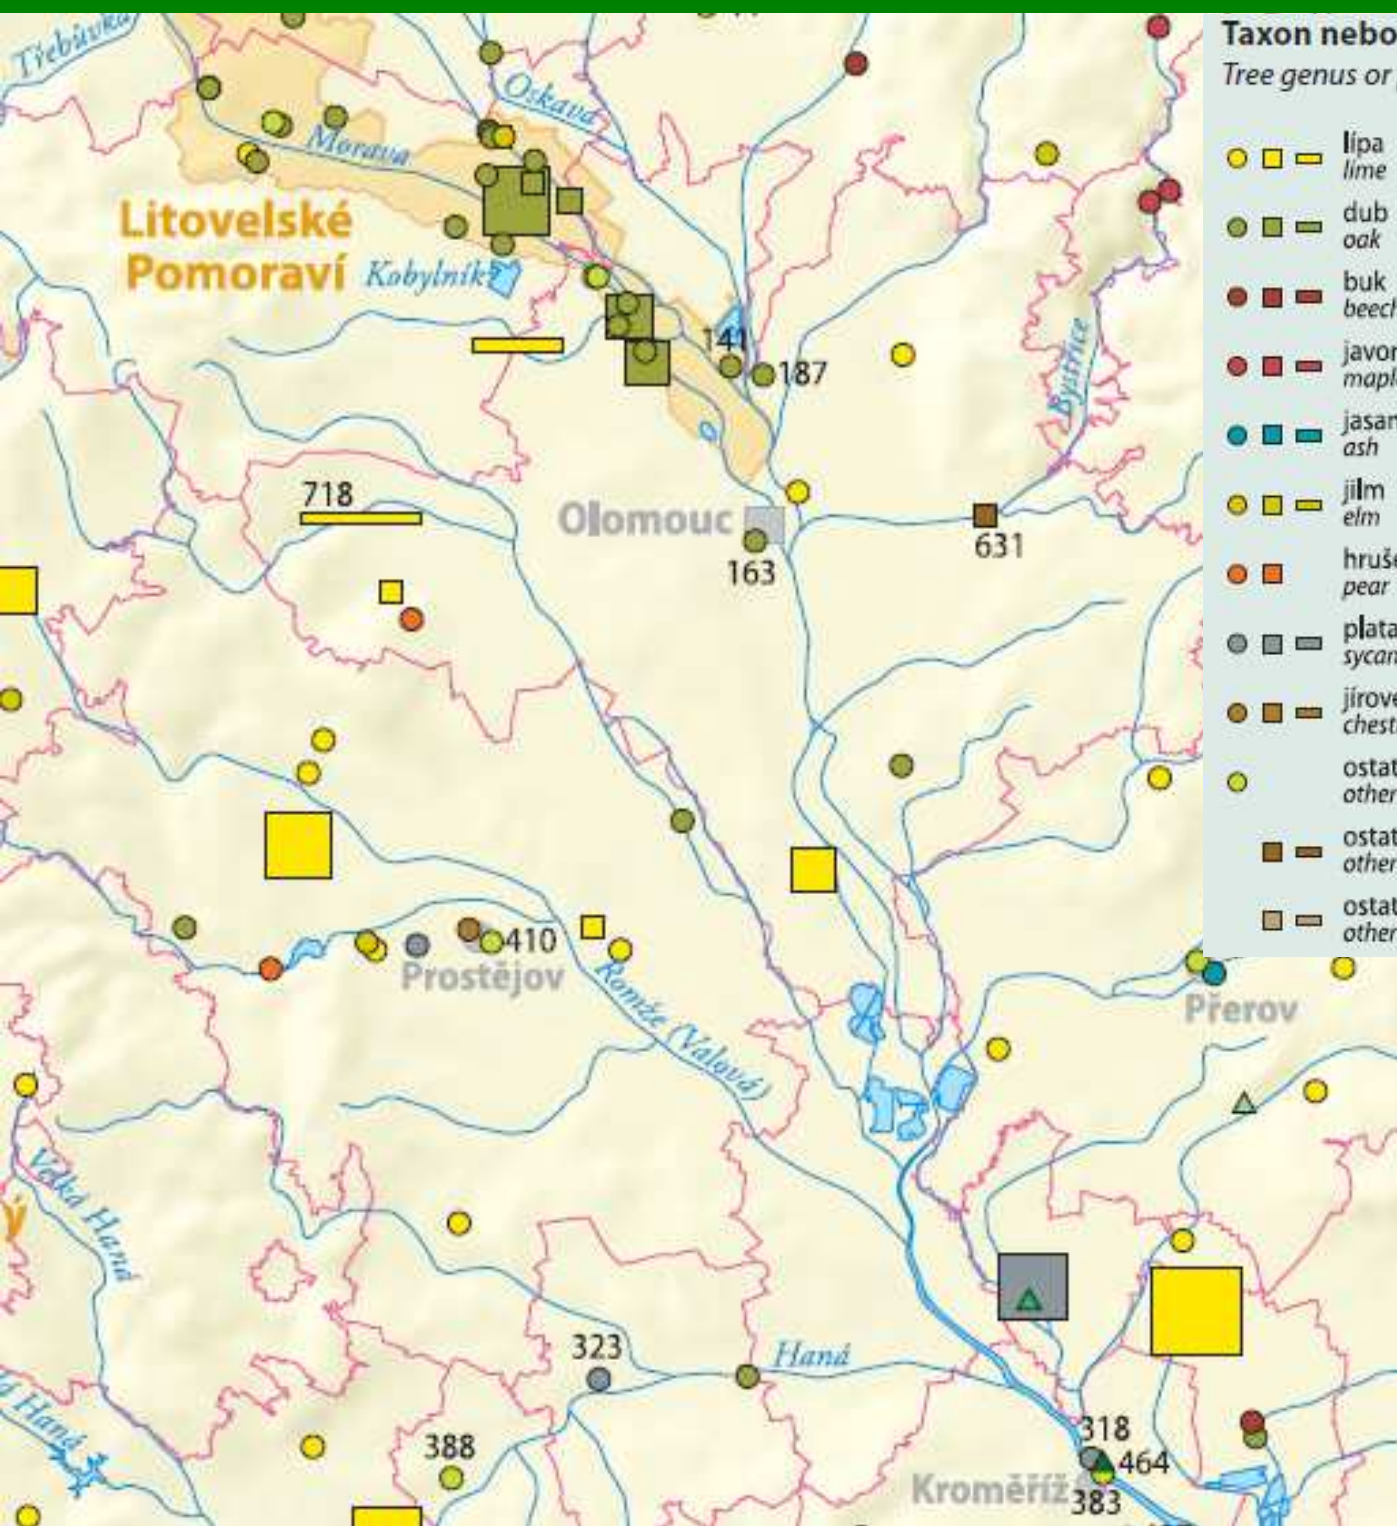 Třebůvka
Oskava
Morava
Litovelské
Pomoraví
Kobylník
141
187
Bystřice
718
Olomouc
163
631
410
Prostějov
Romže (Valová)
Přerov
Velká Haná
ý
323
Haná
Haná
388
318
464
Kroměříž
383
Taxon nebo
Tree genus or
lípa
lime
dub
oak
buk
beech
javor
mapl
jasan
ash
jilm
elm
hruše
pear
plata
sycam
jírove
chest
ostat
other
ostat
other
ostat
other